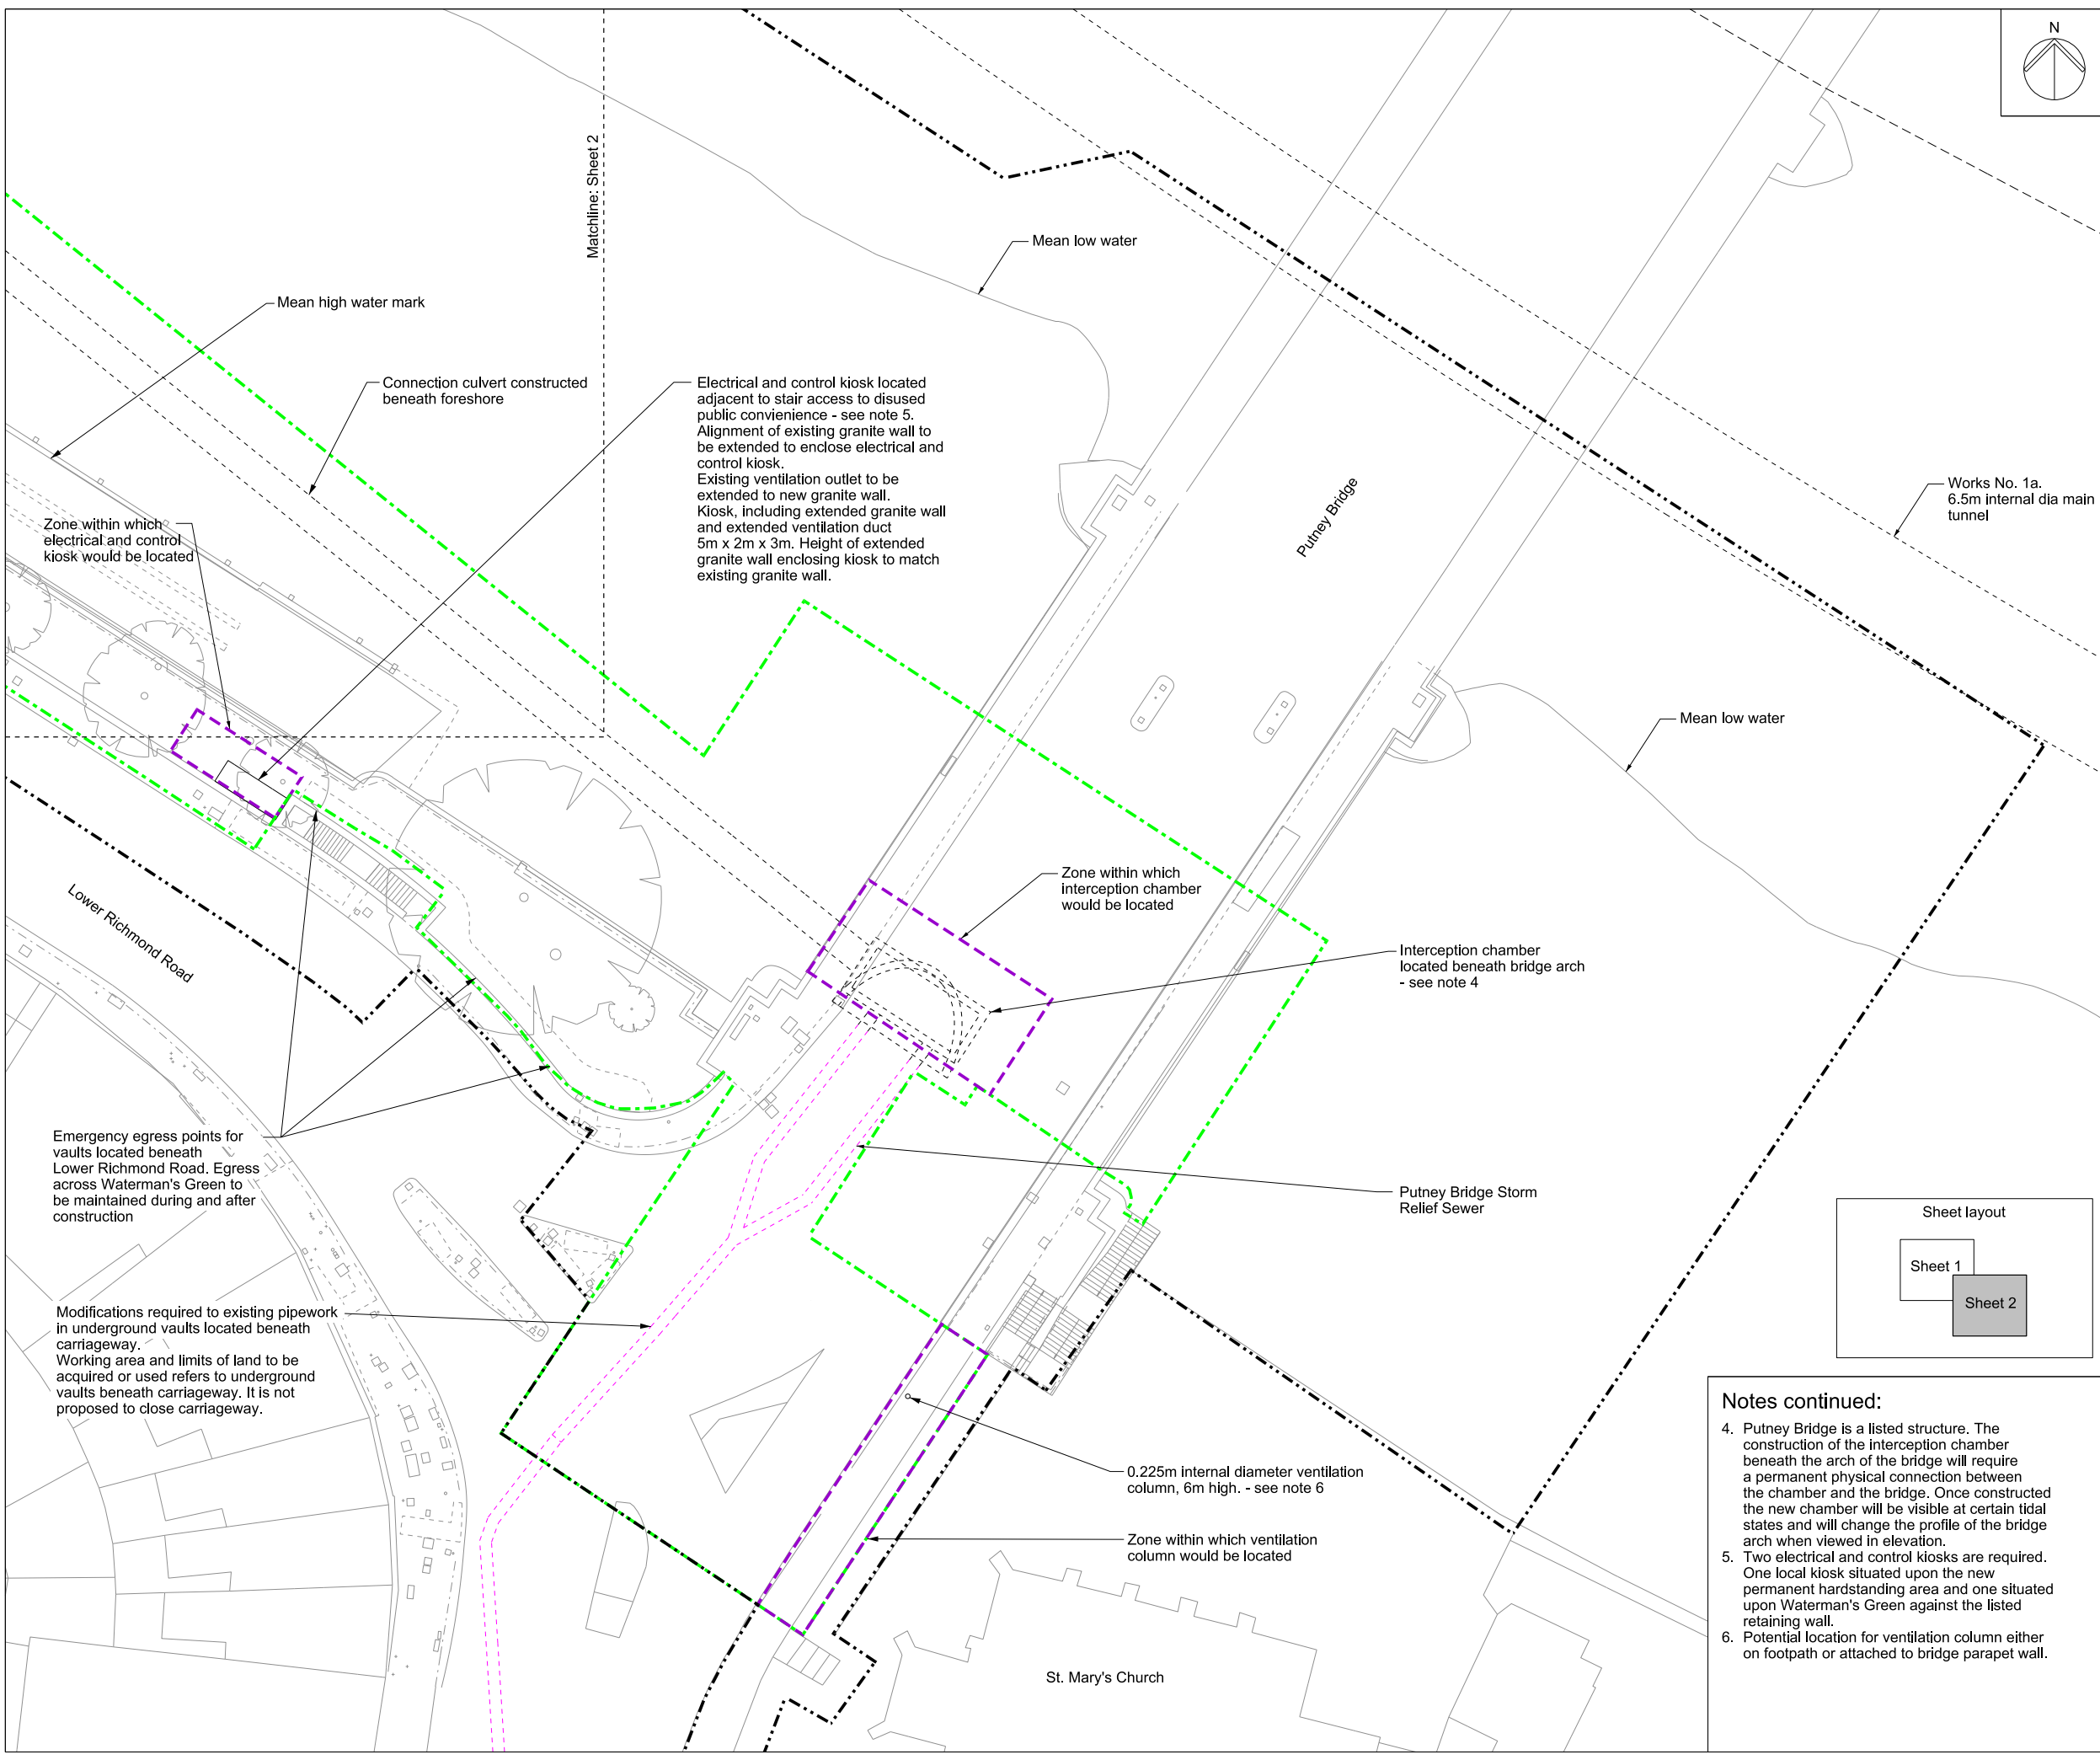 N
Matchline: Sheet 2
Mean low water
Mean high water mark
Connection culvert constructed
beneath foreshore
Electrical and control kiosk located
adjacent to stair access to disused
public convienience - see note 5.
Alignment of existing granite wall to
be extended to enclose electrical and
control kiosk.
Existing ventilation outlet to be
extended to new granite wall.
Kiosk, including extended granite wall
and extended ventilation duct
5m x 2m x 3m. Height of extended
granite wall enclosing kiosk to match
existing granite wall.
Putney Bridge
Works No. 1a.
6.5m internal dia main
tunnel
Zone within which
electrical and control
kiosk would be located
Mean low water
Lower Richmond Road
Zone within which
interception chamber
would be located
Interception chamber
located beneath bridge arch
- see note 4
Emergency egress points for
vaults located beneath
Lower Richmond Road. Egress
across Waterman's Green to
be maintained during and after
construction
Putney Bridge Storm
Relief Sewer
Sheet layout
Sheet 1
Sheet 2
Modifications required to existing pipework
in underground vaults located beneath
carriageway.
Working area and limits of land to be
acquired or used refers to underground
vaults beneath carriageway. It is not
proposed to close carriageway.
0.225m internal diameter ventilation
column, 6m high. - see note 6
Zone within which ventilation
column would be located
St. Mary's Church
Notes continued:
4. Putney Bridge is a listed structure. The
construction of the interception chamber
beneath the arch of the bridge will require
a permanent physical connection between
the chamber and the bridge. Once constructed
the new chamber will be visible at certain tidal
states and will change the profile of the bridge
arch when viewed in elevation.
5. Two electrical and control kiosks are required.
One local kiosk situated upon the new
permanent hardstanding area and one situated
upon Waterman's Green against the listed
retaining wall.
6. Potential location for ventilation column either
on footpath or attached to bridge parapet wall.